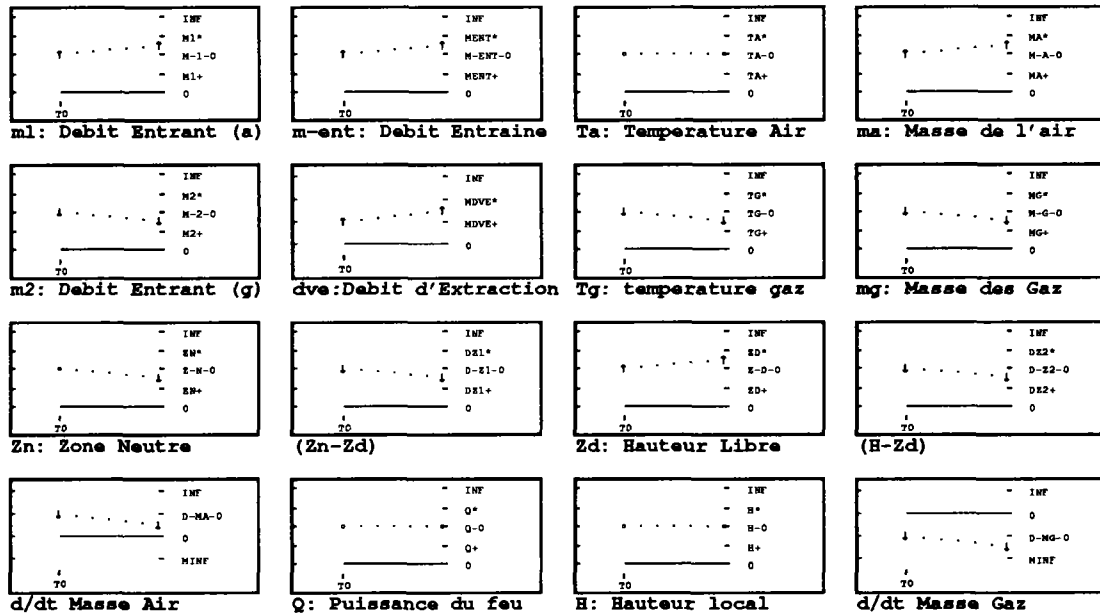 INF
M1*
M-1-0
M1+
0
T0
m1: Debit Entrant (a)
INF
MENT*
M-ENT-0
MENT+
0
T0
m-ent: Debit Entraine
INF
TA*
TA-0
TA+
0
T0
Ta: Temperature Air
INF
MA*
M-A-0
MA+
0
T0
ma: Masse de l'air
INF
M2*
M-2-0
M2+
0
T0
m2: Debit Entrant (g)
INF
MDVE*
MDVE+
0
T0
dve:Debit d'Extraction
INF
TG*
TG-0
TG+
0
T0
Tg: temperature gaz
INF
MG*
M-G-0
MG+
0
T0
mg: Masse des Gaz
INF
ZN*
Z-N-0
ZN+
0
T0
Zn: Zone Neutre
INF
DZ1*
D-Z1-0
DZ1+
0
T0
(Zn-Zd)
INF
ZD*
Z-D-0
ZD+
0
T0
Zd: Hauteur Libre
INF
DZ2*
D-Z2-0
DZ2+
0
T0
(H-Zd)
INF
D-MA-0
0
MINF
T0
d/dt Masse Air
INF
Q*
Q-0
Q+
0
T0
Q: Puissance du feu
INF
H*
H-0
H+
0
T0
H: Hauteur local
INF
0
D-MG-0
MINF
T0
d/dt Masse Gaz